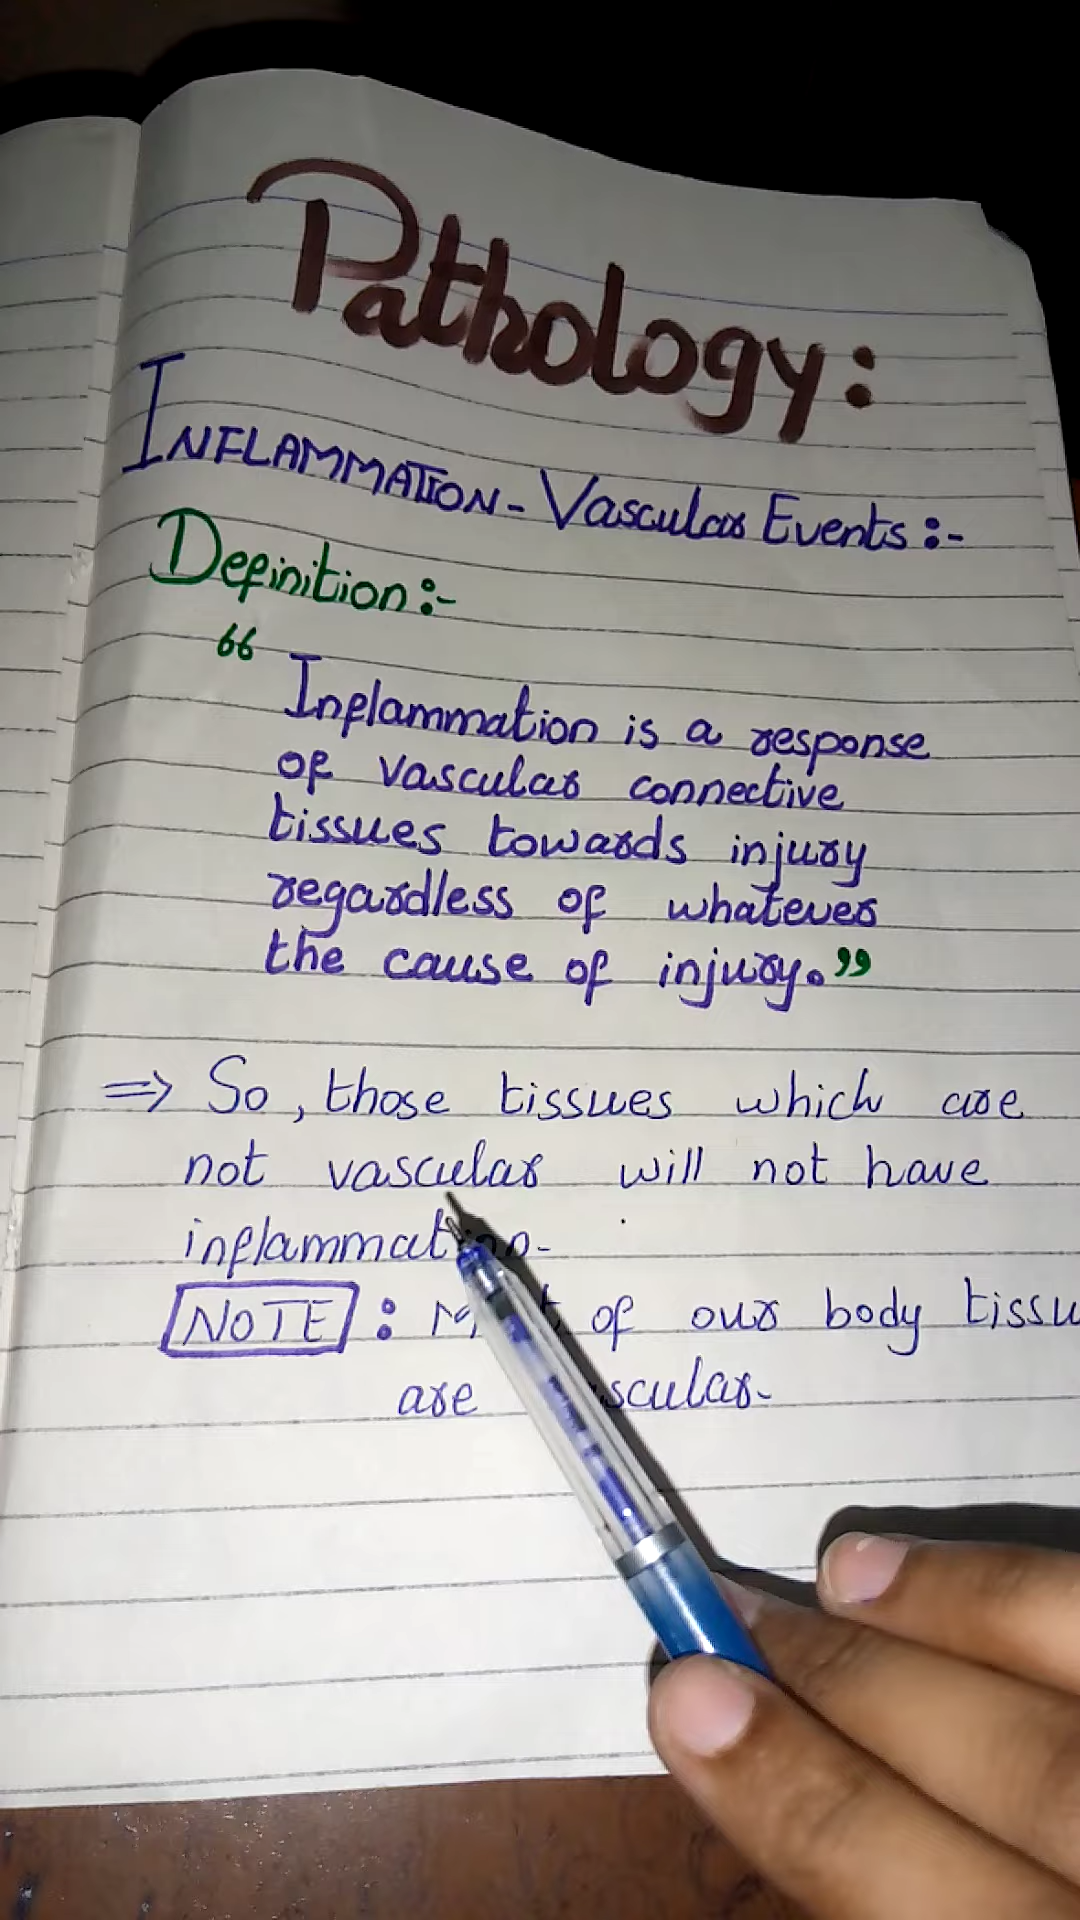 Pathology:
INFLAMMATION - Vascular Events :-
Definition :-
“ Inflammation is a response
of vascular connective
tissues towards injury
regardless of whatever
the cause of injury. ”
⇒ So, those tissues which are
not vascular will not have
inflammation.
NOTE : of our body tissu
are